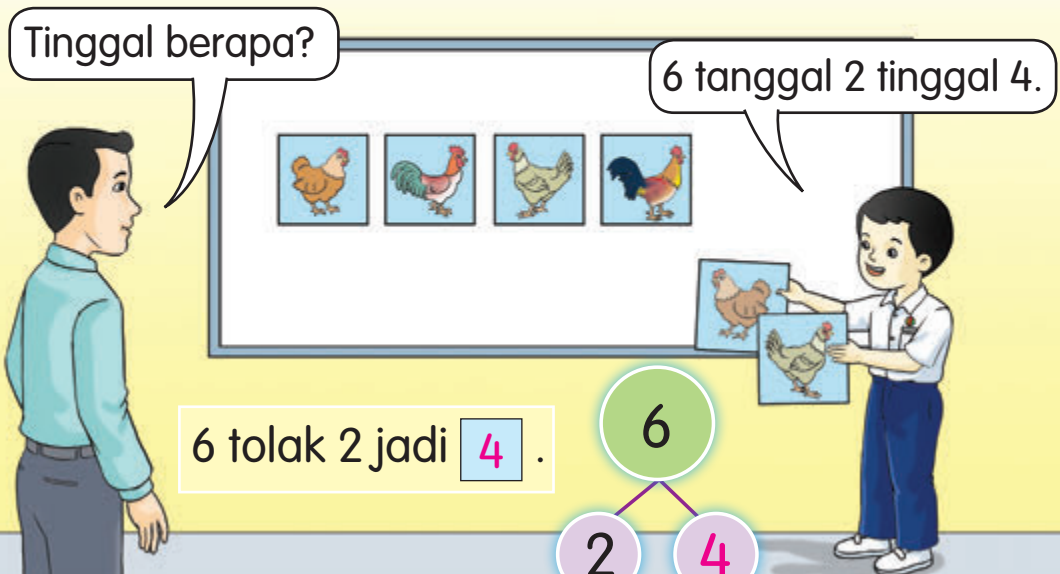 Tinggal berapa?
6 tanggal 2 tinggal 4.
6 tolak 2 jadi 4 .
6
2 4